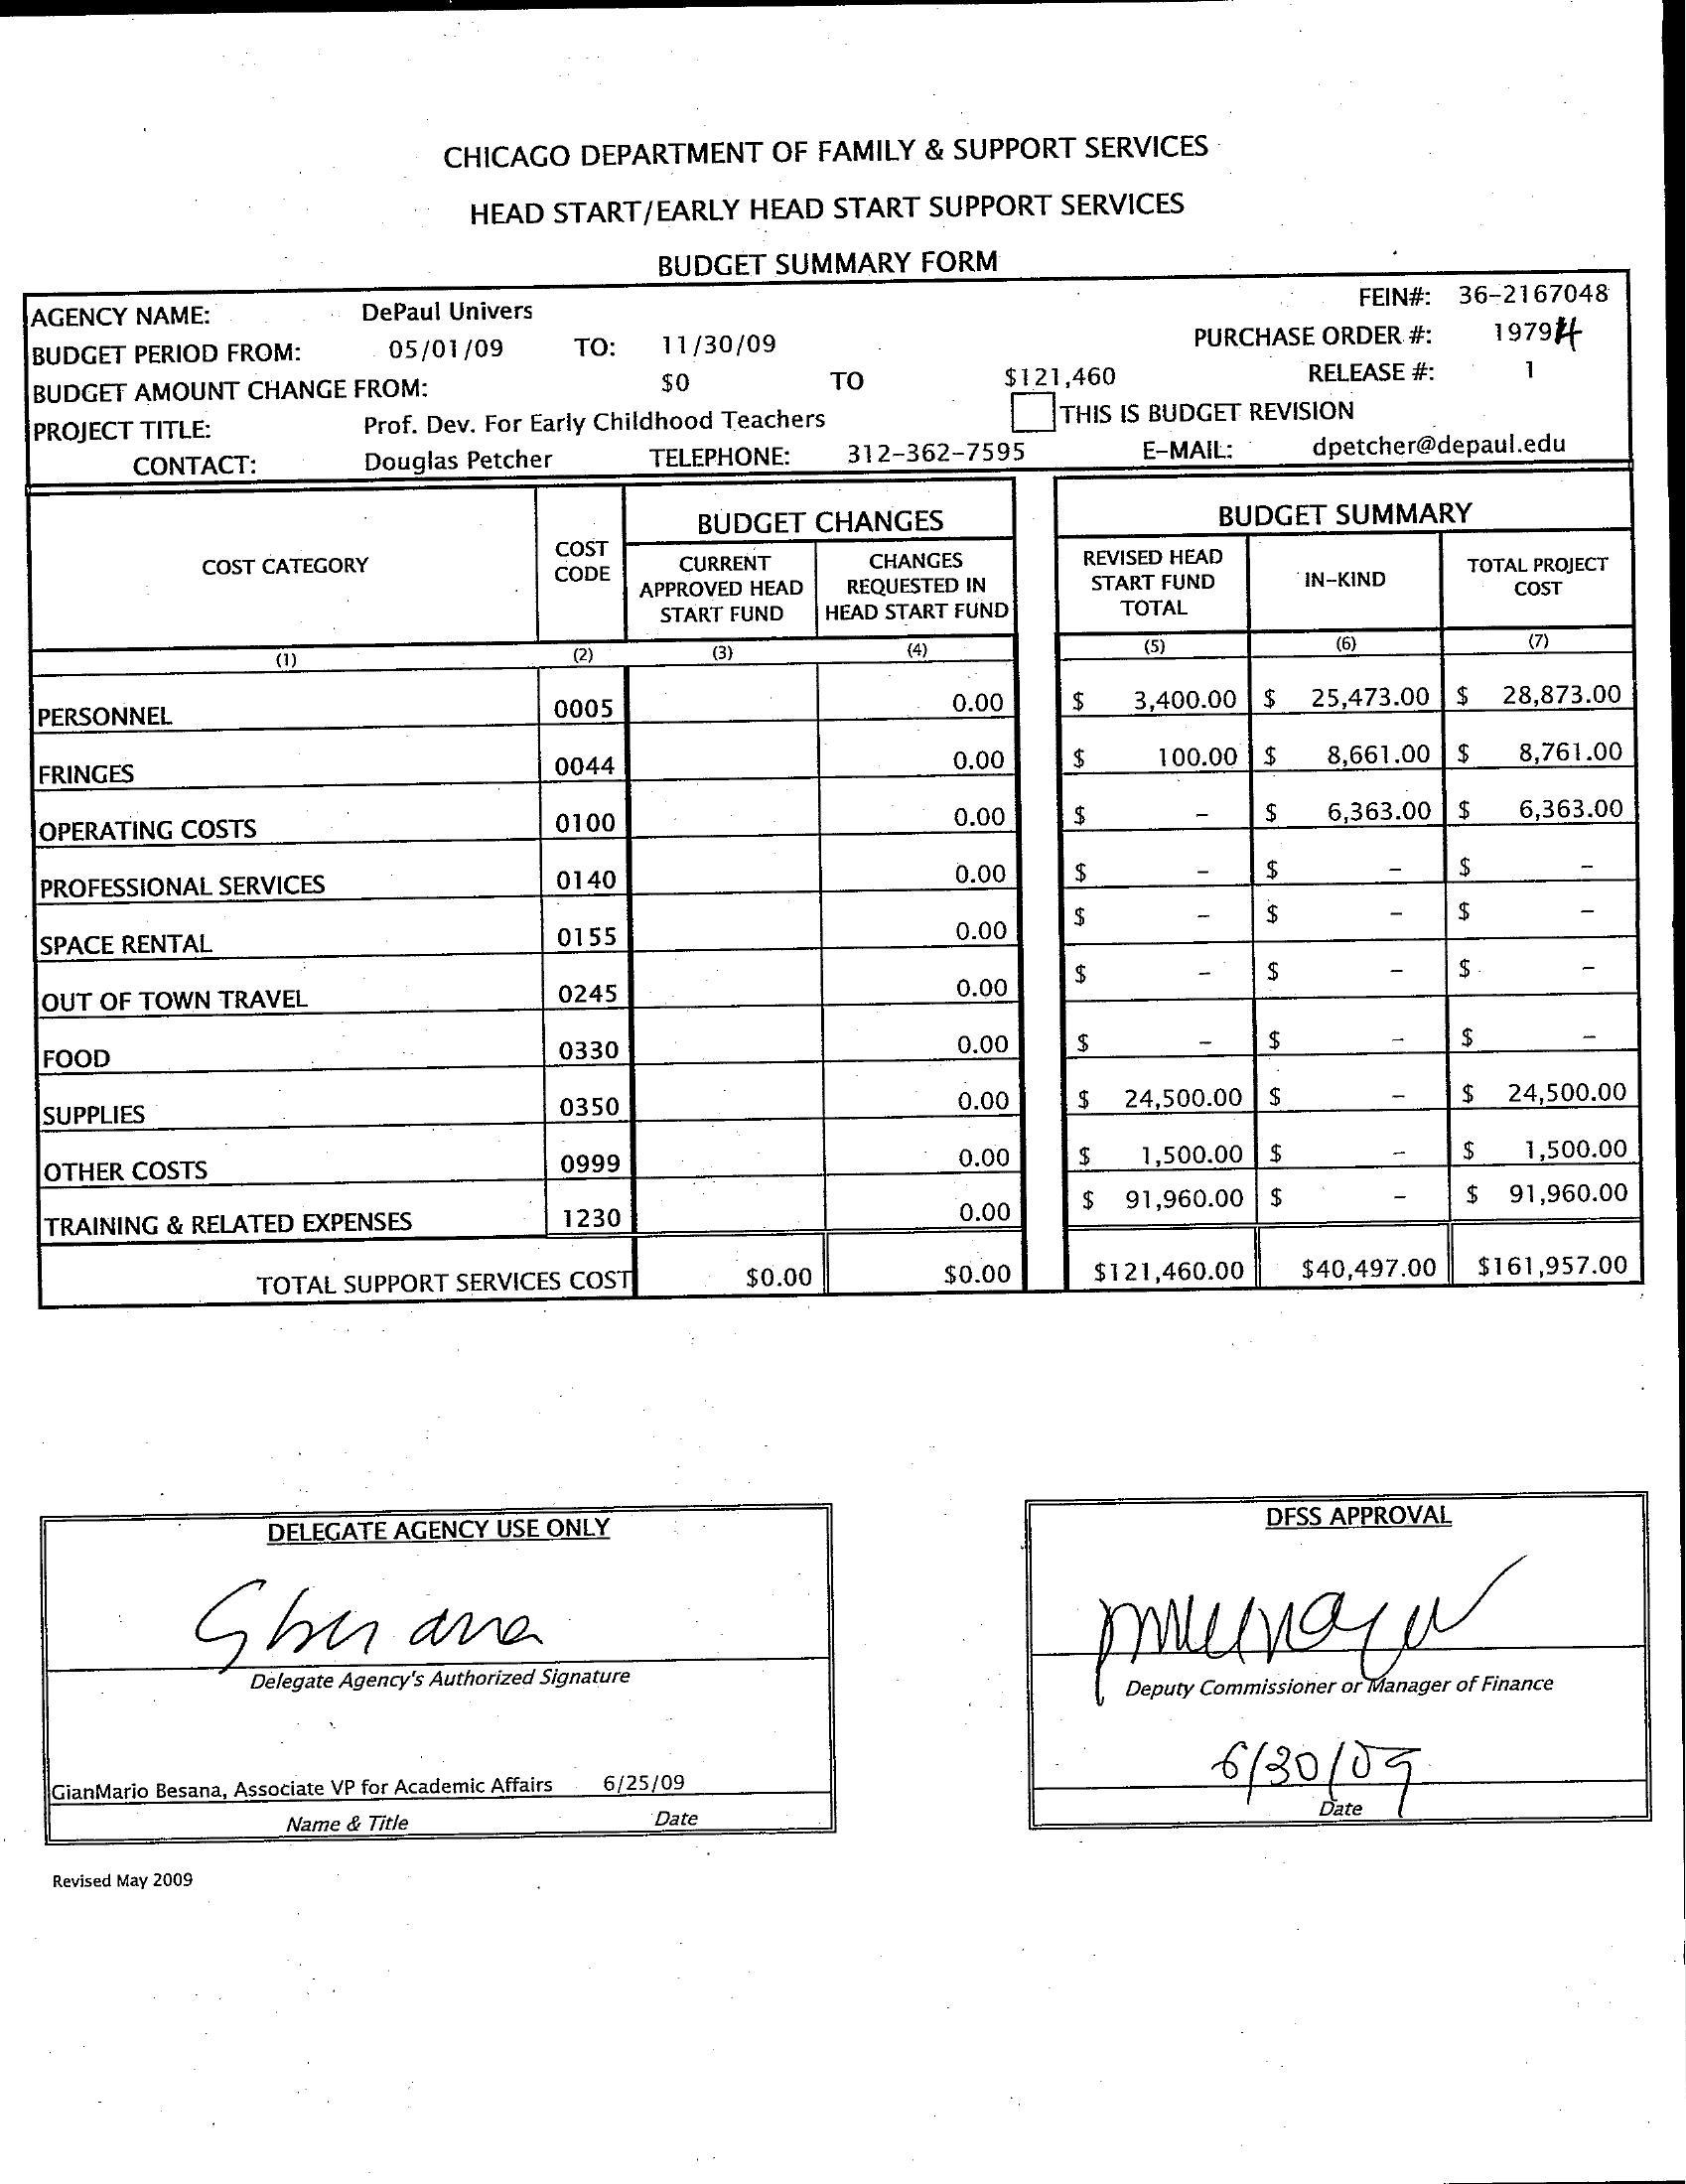 CHICAGO DEPARTMENT OF FAMILY & SUPPORT SERVICES
HEAD START/EARLY HEAD START SUPPORT SERVICES
BUDGET SUMMARY FORM
AGENCY NAME: DePaul Univers FEIN#: 36-2167048
BUDGET PERIOD FROM: 05/01/09 TO: 11/30/09 PURCHASE ORDER #: 19794
BUDGET AMOUNT CHANGE FROM: $0 TO $121,460 RELEASE #: 1
PROJECT TITLE: Prof. Dev. For Early Childhood Teachers THIS IS BUDGET REVISION
CONTACT: Douglas Petcher TELEPHONE: 312-362-7595 E-MAIL: dpetcher@depaul.edu
BUDGET CHANGES BUDGET SUMMARY
COST CATEGORY COST CODE CURRENT APPROVED HEAD START FUND CHANGES REQUESTED IN HEAD START FUND REVISED HEAD START FUND TOTAL IN-KIND TOTAL PROJECT COST
(1) (2) (3) (4) (5) (6) (7)
PERSONNEL 0005 0.00 $ 3,400.00 $ 25,473.00 $ 28,873.00
FRINGES 0044 0.00 $ 100.00 $ 8,661.00 $ 8,761.00
OPERATING COSTS 0100 0.00 $ - $ 6,363.00 $ 6,363.00
PROFESSIONAL SERVICES 0140 0.00 $ - $ - $ -
SPACE RENTAL 0155 0.00 $ - $ - $ -
OUT OF TOWN TRAVEL 0245 0.00 $ - $ - $ -
FOOD 0330 0.00 $ - $ - $ -
SUPPLIES 0350 0.00 $ 24,500.00 $ - $ 24,500.00
OTHER COSTS 0999 0.00 $ 1,500.00 $ - $ 1,500.00
TRAINING & RELATED EXPENSES 1230 0.00 $ 91,960.00 $ - $ 91,960.00
TOTAL SUPPORT SERVICES COST $0.00 $0.00 $121,460.00 $40,497.00 $161,957.00
DELEGATE AGENCY USE ONLY
Delegate Agency's Authorized Signature
GianMario Besana, Associate VP for Academic Affairs 6/25/09
Name & Title Date
DFSS APPROVAL
Deputy Commissioner or Manager of Finance
6/30/09
Date
Revised May 2009